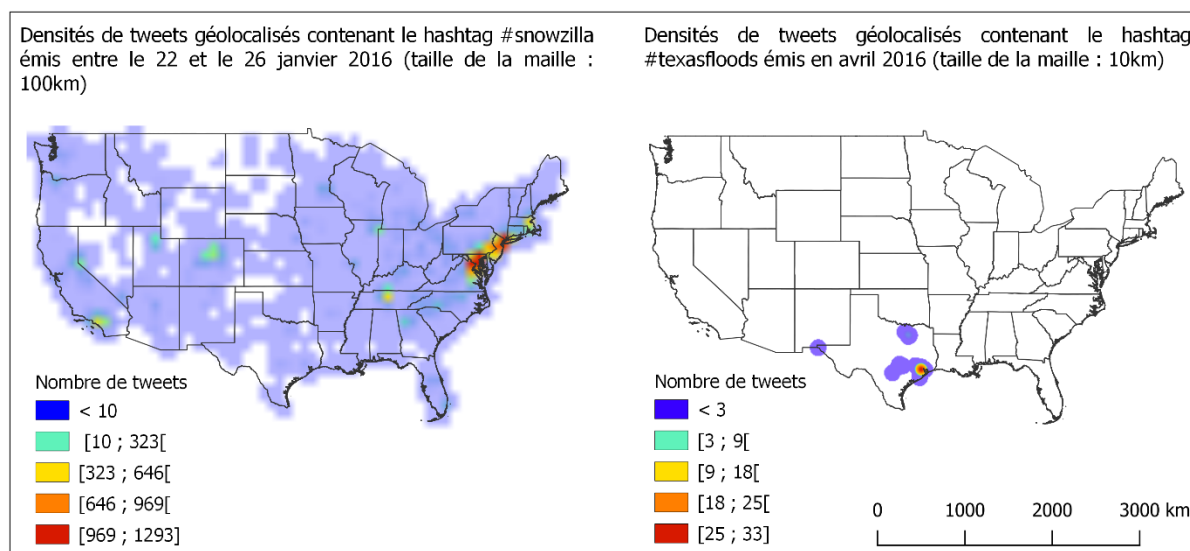 Densités de tweets géolocalisés contenant le hashtag #snowzilla
émis entre le 22 et le 26 janvier 2016 (taille de la maille :
100km)
Densités de tweets géolocalisés contenant le hashtag
#texasfloods émis en avril 2016 (taille de la maille : 10km)
Nombre de tweets
< 10
[10 ; 323[
[323 ; 646[
[646 ; 969[
[969 ; 1293]
Nombre de tweets
< 3
[3 ; 9[
[9 ; 18[
[18 ; 25[
[25 ; 33]
0 1000 2000 3000 km